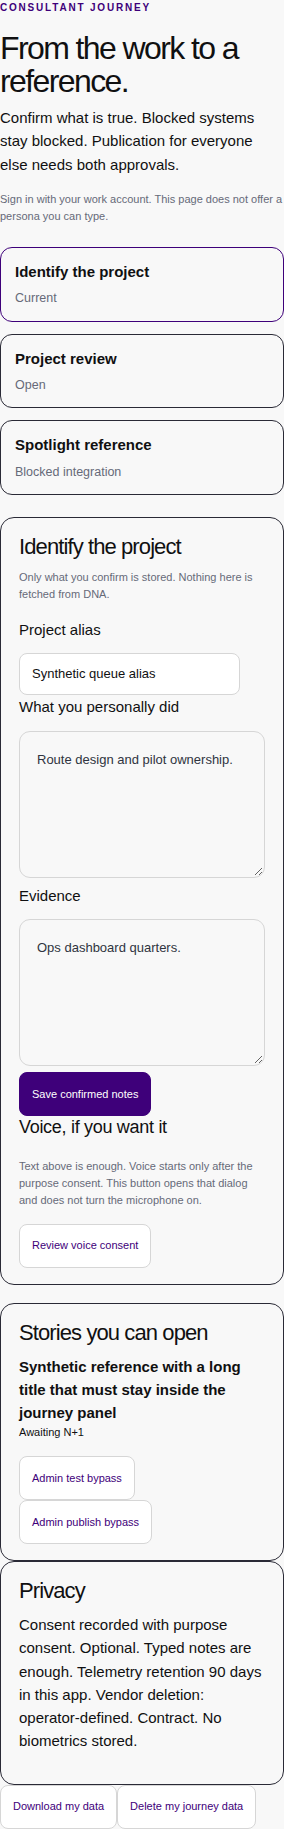 CONSULTANT JOURNEY
From the work to a
reference.
Confirm what is true. Blocked systems
stay blocked. Publication for everyone
else needs both approvals.
Sign in with your work account. This page does not offer a
persona you can type.
Identify the project
Current
Project review
Open
Spotlight reference
Blocked integration
Identify the project
Only what you confirm is stored. Nothing here is
fetched from DNA.
Project alias
Synthetic queue alias
What you personally did
Route design and pilot ownership.
Evidence
Ops dashboard quarters.
Save confirmed notes
Voice, if you want it
Text above is enough. Voice starts only after the
purpose consent. This button opens that dialog
and does not turn the microphone on.
Review voice consent
Stories you can open
Synthetic reference with a long
title that must stay inside the
journey panel
Awaiting N+1
Admin test bypass
Admin publish bypass
Privacy
Consent recorded with purpose
consent. Optional. Typed notes are
enough. Telemetry retention 90 days
in this app. Vendor deletion:
operator-defined. Contract. No
biometrics stored.
Download my data
Delete my journey data